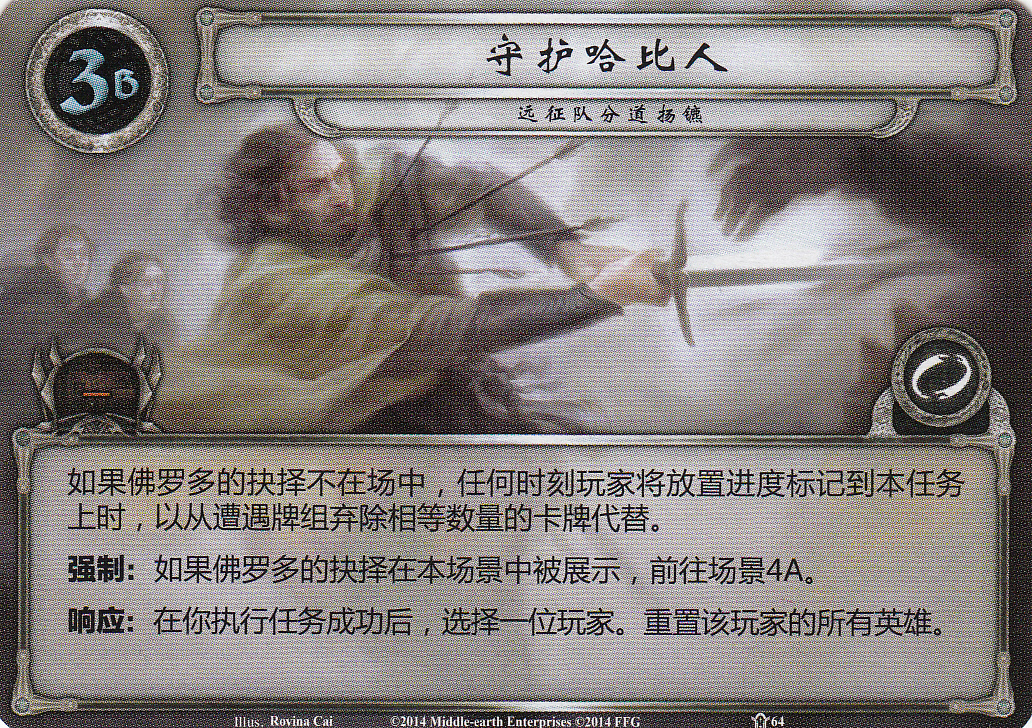 3B
守护哈比人
远征队分道扬镳
如果佛罗多的抉择不在场中，任何时刻玩家将放置进度标记到本任务
上时，以从遭遇牌组弃除相等数量的卡牌代替。
强制：如果佛罗多的抉择在本场景中被展示，前往场景4A。
响应：在你执行任务成功后，选择一位玩家。重置该玩家的所有英雄。
Illus. Rovina Cai ©2014 Middle-earth Enterprises ©2014 FFG 64